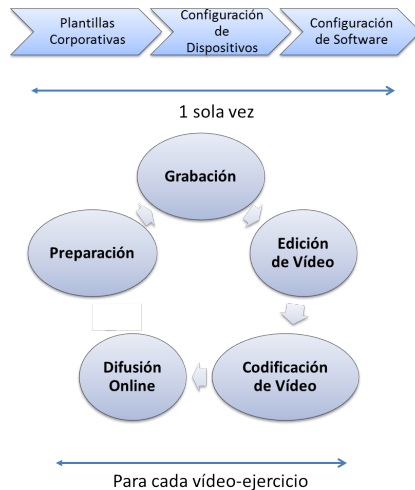 Plantillas
Corporativas
Configuración
de
Dispositivos
Configuración
de Software
1 sola vez
Grabación
Preparación
Edición
de Vídeo
Difusión
Online
Codificación
de Vídeo
Para cada vídeo-ejercicio